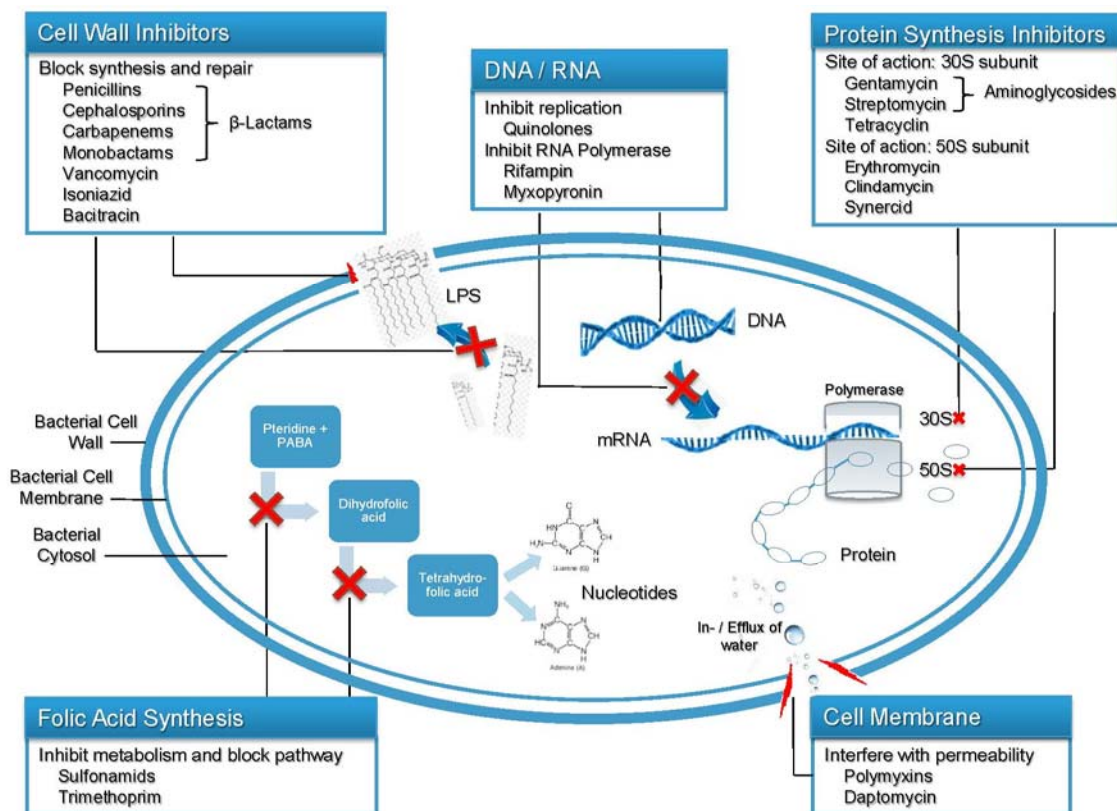 Cell Wall Inhibitors
Block synthesis and repair
Penicillins
Cephalosporins
Carbapenems
Monobactams
β-Lactams
Vancomycin
Isoniazid
Bacitracin
DNA / RNA
Inhibit replication
Quinolones
Inhibit RNA Polymerase
Rifampin
Myxopyronin
Protein Synthesis Inhibitors
Site of action: 30S subunit
Gentamycin
Streptomycin
Aminoglycosides
Tetracyclin
Site of action: 50S subunit
Erythromycin
Clindamycin
Synercid
LPS
DNA
Polymerase
30S
mRNA
50S
Protein
Bacterial Cell
Wall
Bacterial Cell
Membrane
Bacterial
Cytosol
Pteridine +
PABA
Dihydrofolic
acid
Tetrahydro-
folic acid
Nucleotides
Guanine (G)
Adenine (A)
In- / Efflux of
water
Folic Acid Synthesis
Inhibit metabolism and block pathway
Sulfonamids
Trimethoprim
Cell Membrane
Interfere with permeability
Polymyxins
Daptomycin